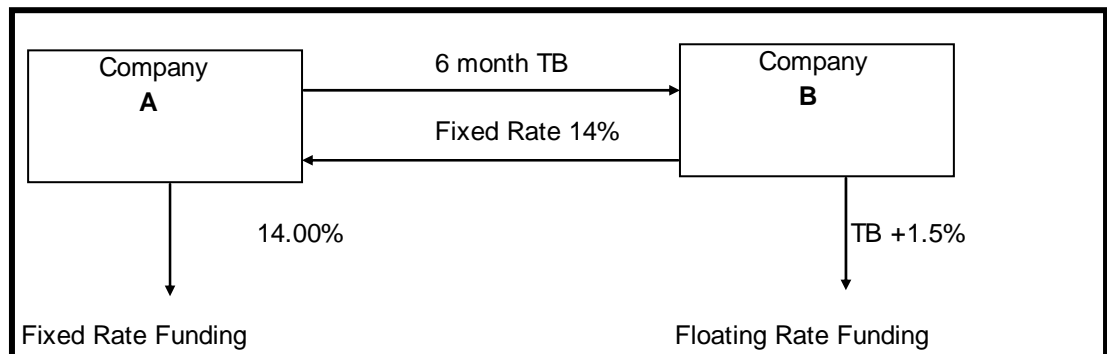 Company
A
6 month TB
Company
B
Fixed Rate 14%
14.00%
TB +1.5%
Fixed Rate Funding
Floating Rate Funding